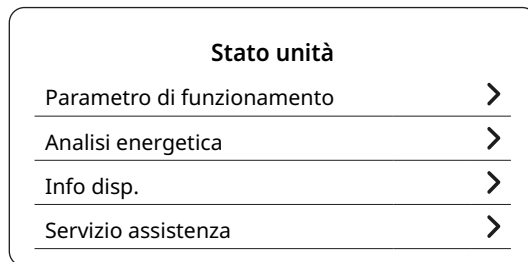 Stato unità
Parametro di funzionamento
Analisi energetica
Info disp.
Servizio assistenza